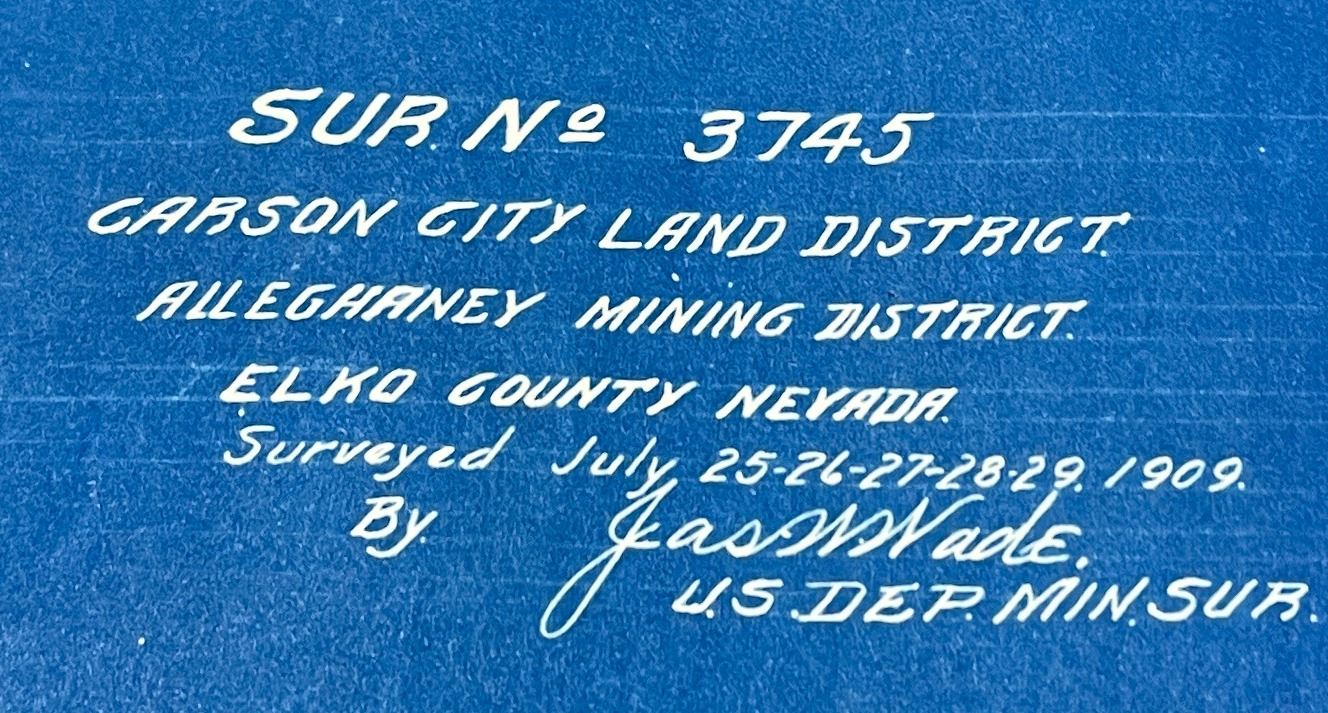 SUR. Nº 3745
CARSON CITY LAND DISTRICT.
ALLEGHANEY MINING DISTRICT.
ELKO COUNTY NEVADA.
Surveyed July, 25-26-27-28-29. 1909.
By. Jas W Wade.
U.S. DEP. MIN. SUR.